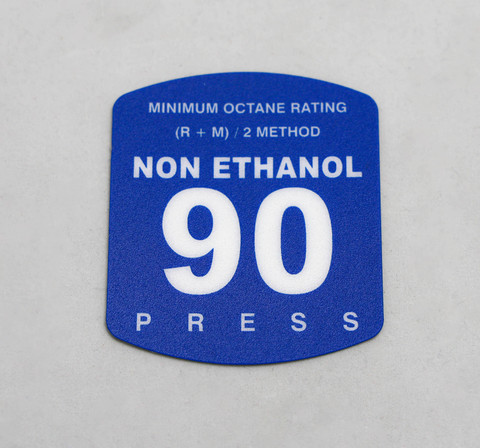 MINIMUM OCTANE RATING
(R + M) / 2 METHOD
NON ETHANOL
90
PRESS